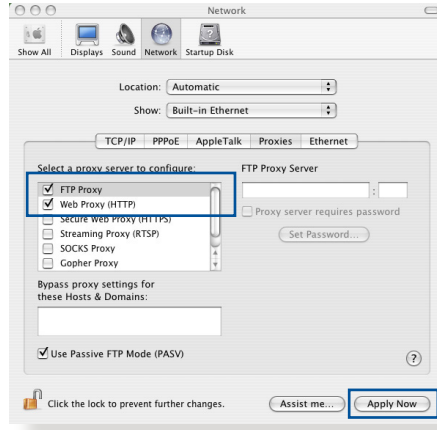 Network
Show All Displays Sound Network Startup Disk
Location: Automatic
Show: Built-in Ethernet
TCP/IP PPPoE AppleTalk Proxies Ethernet
Select a proxy server to configure: FTP Proxy Server
FTP Proxy
:
Web Proxy (HTTP)
Proxy server requires password
Secure Web Proxy (HTTPS)
Streaming Proxy (RTSP) Set Password...
SOCKS Proxy
Gopher Proxy
Bypass proxy settings for
these Hosts & Domains:
Use Passive FTP Mode (PASV) ?
Click the lock to prevent further changes. Assist me... Apply Now